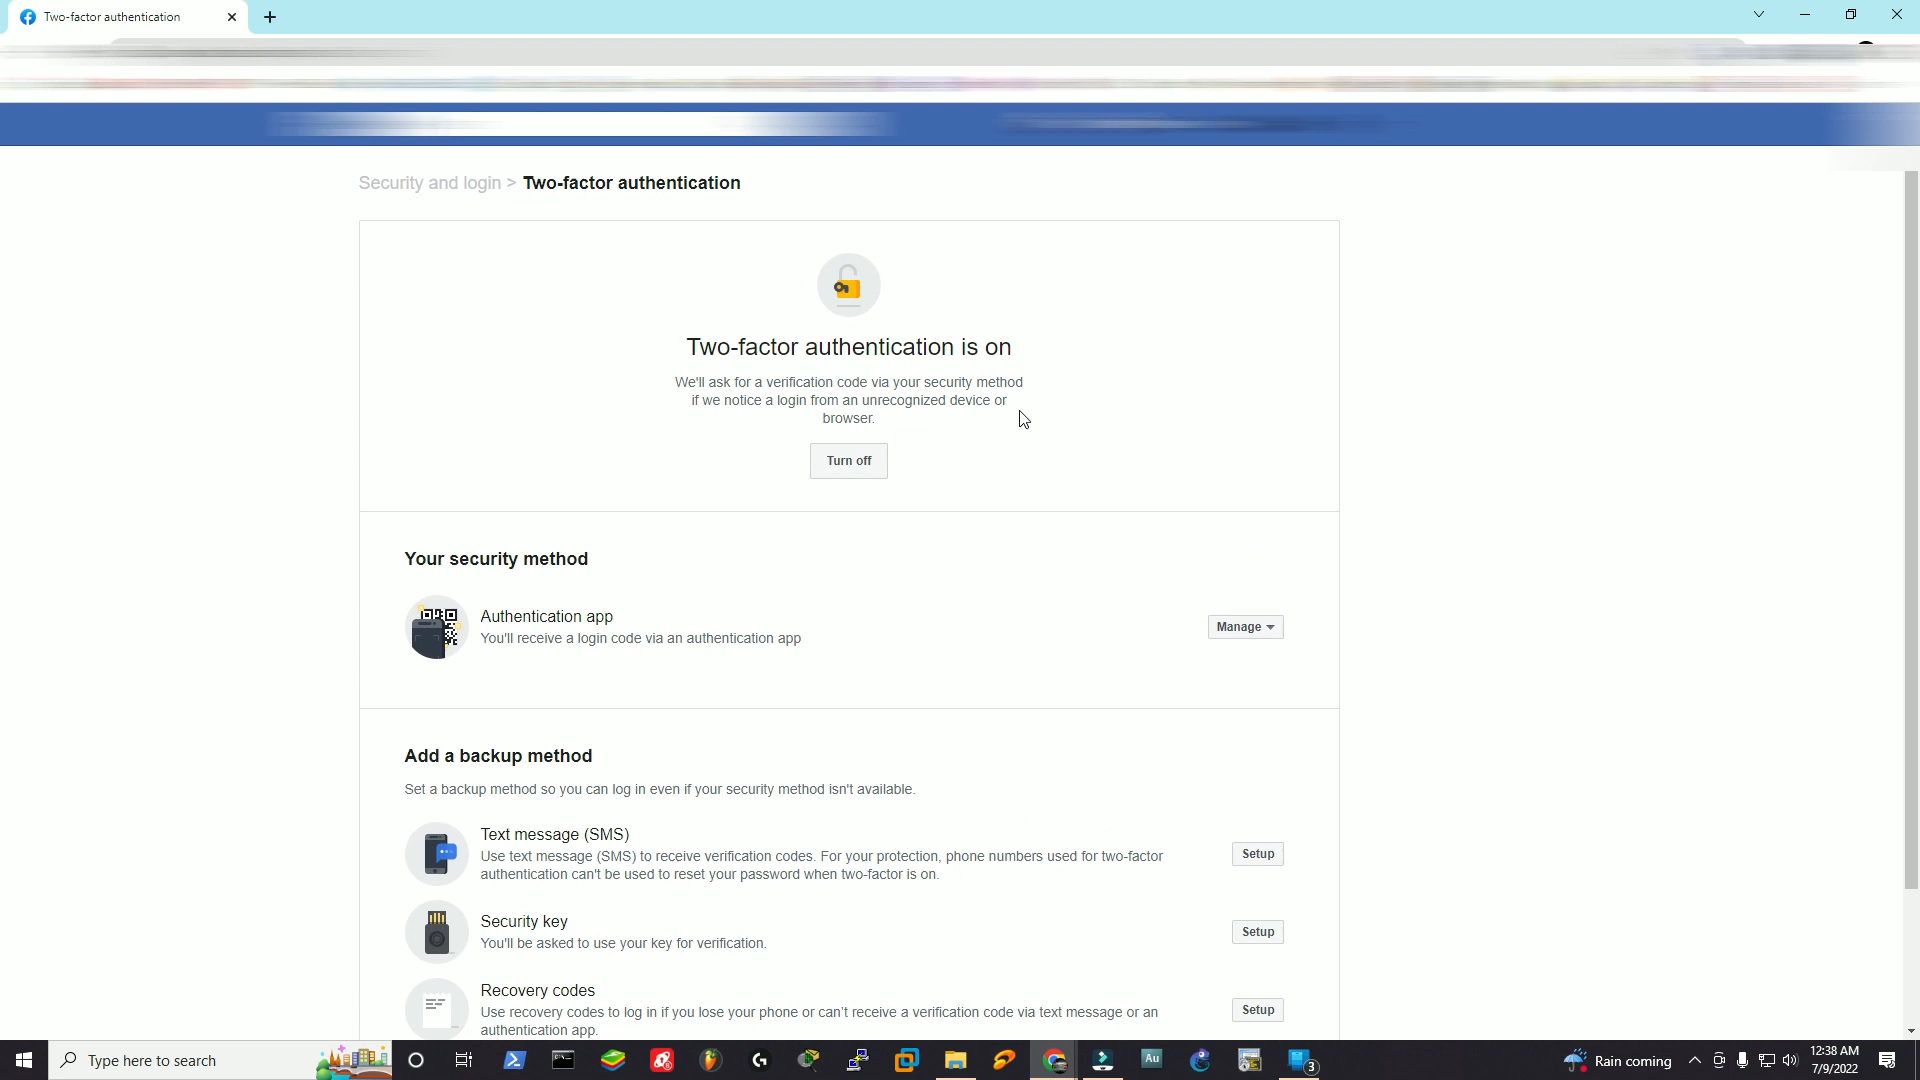 Two-factor authentication
Security and login > Two-factor authentication
Two-factor authentication is on
We'll ask for a verification code via your security method
if we notice a login from an unrecognized device or
browser.
Turn off
Your security method
Authentication app
You'll receive a login code via an authentication app
Manage
Add a backup method
Set a backup method so you can log in even if your security method isn't available.
Text message (SMS)
Use text message (SMS) to receive verification codes. For your protection, phone numbers used for two-factor
authentication can't be used to reset your password when two-factor is on.
Setup
Security key
You'll be asked to use your key for verification.
Setup
Recovery codes
Use recovery codes to log in if you lose your phone or can't receive a verification code via text message or an
authentication app.
Setup
Type here to search
Au
3
Rain coming
12:38 AM
7/9/2022